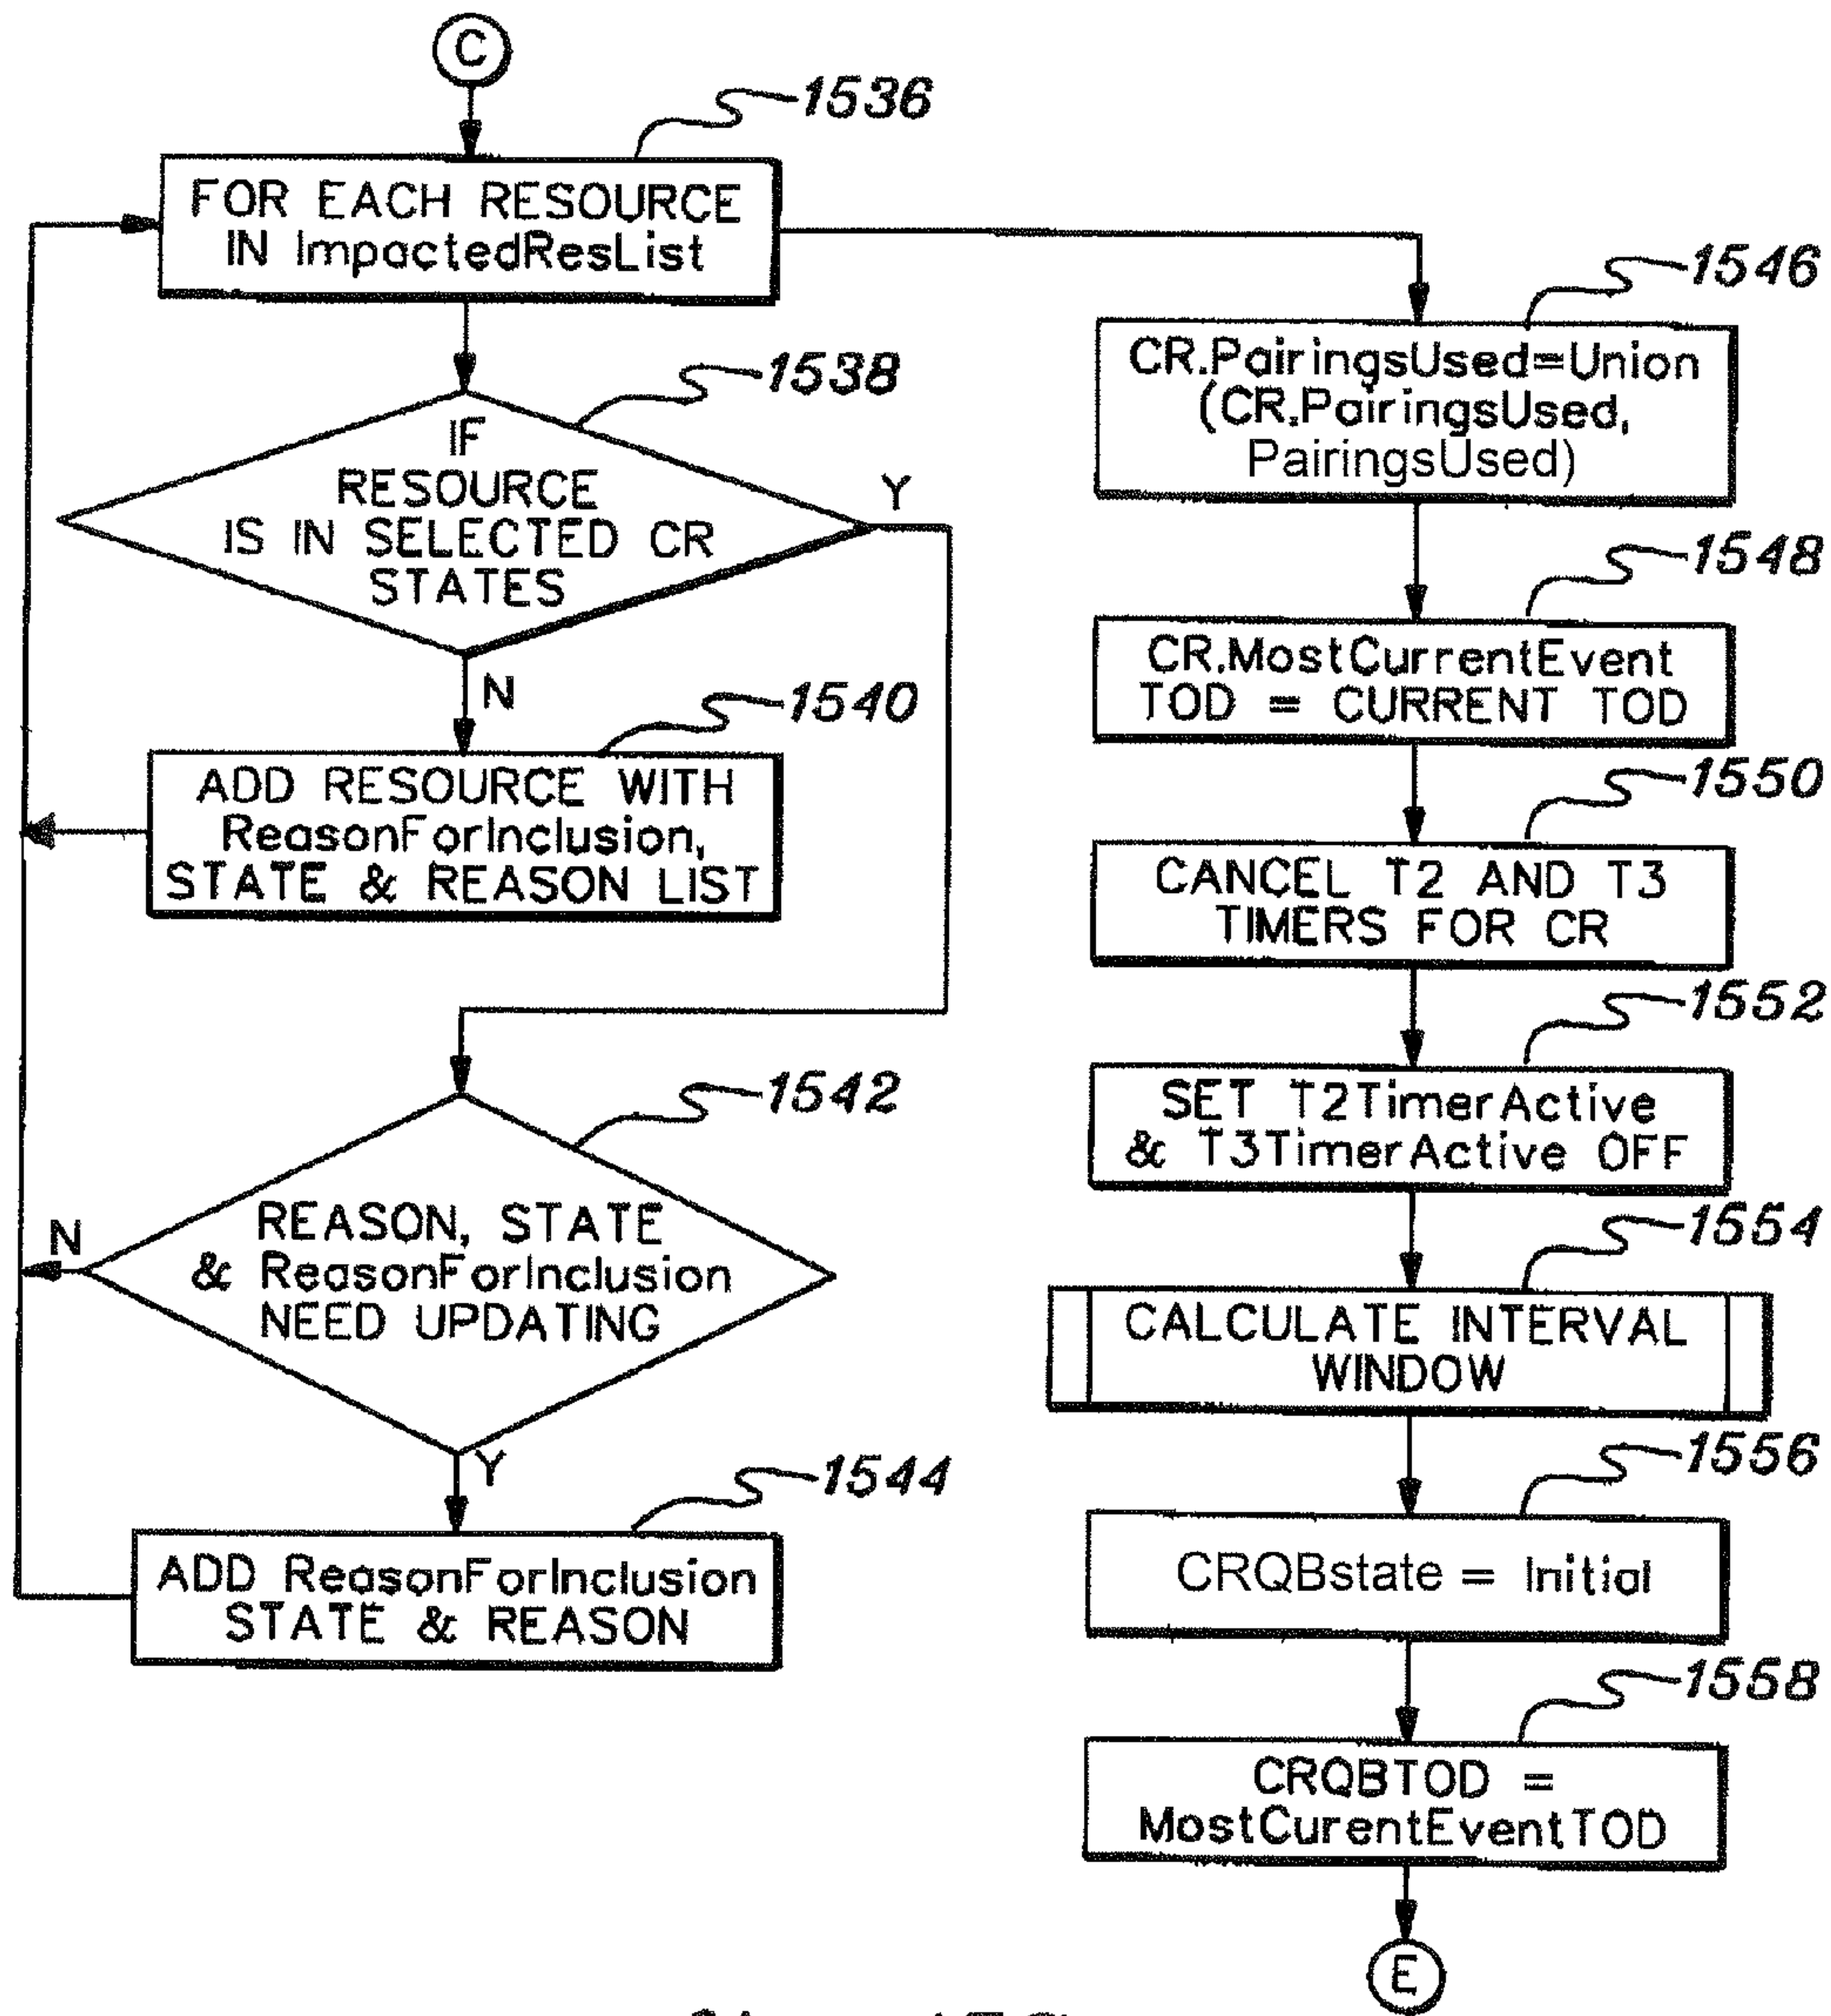 C
1536
FOR EACH RESOURCE
IN ImpactedResList
1538
IF
RESOURCE
IS IN SELECTED CR
STATES
Y
N
1540
ADD RESOURCE WITH
ReasonForInclusion,
STATE & REASON LIST
1542
REASON, STATE
& ReasonForInclusion
NEED UPDATING
N
Y
1544
ADD ReasonForInclusion
STATE & REASON
1546
CR.PairingsUsed=Union
(CR.PairingsUsed,
PairingsUsed)
1548
CR.MostCurrentEvent
TOD = CURRENT TOD
1550
CANCEL T2 AND T3
TIMERS FOR CR
1552
SET T2TimerActive
& T3TimerActive OFF
1554
CALCULATE INTERVAL
WINDOW
1556
CRQBstate = Initial
1558
CRQBTOD =
MostCurentEventTOD
E